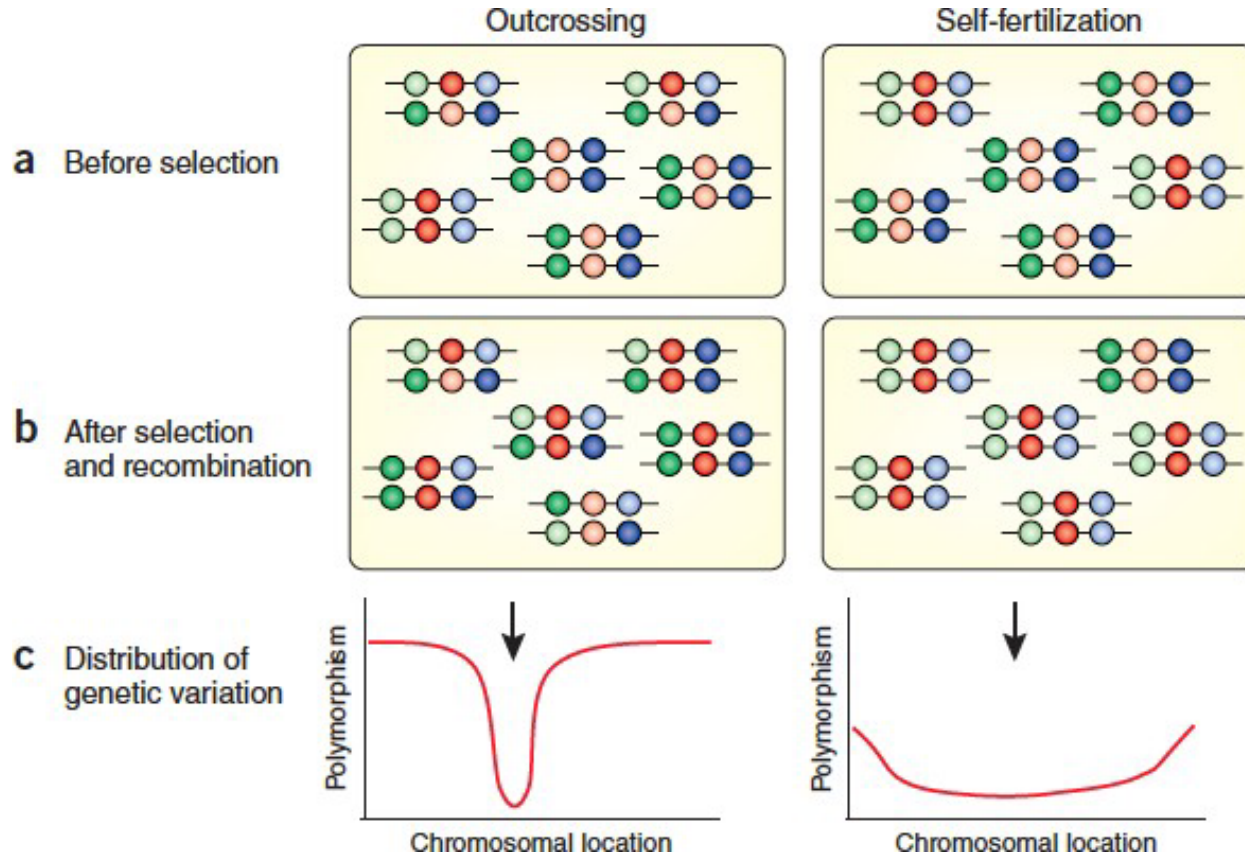 Outcrossing
Self-fertilization
a Before selection
b After selection
and recombination
c Distribution of
genetic variation
Polymorphism
Chromosomal location
Polymorphism
Chromosomal location